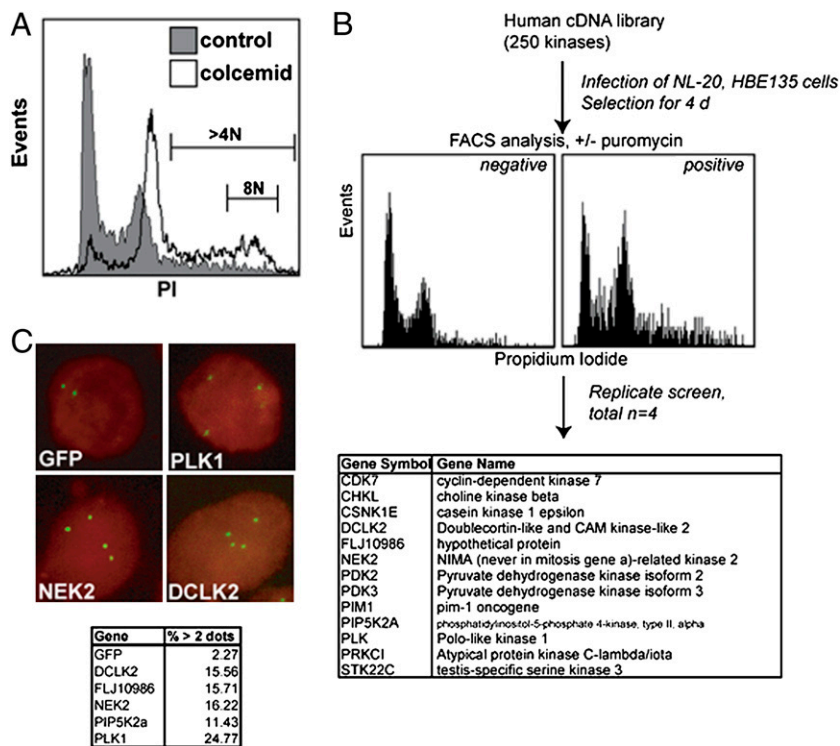 A
control
colcemid
>4N
8N
Events
PI
B
Human cDNA library
(250 kinases)
Infection of NL-20, HBE135 cells
Selection for 4 d
FACS analysis, +/- puromycin
negative
positive
Events
Propidium Iodide
Replicate screen,
total n=4
Gene Symbol Gene Name
CDK7 cyclin-dependent kinase 7
CHKL choline kinase beta
CSNK1E casein kinase 1 epsilon
DCLK2 Doublecortin-like and CAM kinase-like 2
FLJ10986 hypothetical protein
NEK2 NIMA (never in mitosis gene a)-related kinase 2
PDK2 Pyruvate dehydrogenase kinase isoform 2
PDK3 Pyruvate dehydrogenase kinase isoform 3
PIM1 pim-1 oncogene
PIP5K2A phosphatidylinositol-5-phosphate 4-kinase, type II, alpha
PLK Polo-like kinase 1
PRKCI Atypical protein kinase C-lambda/iota
STK22C testis-specific serine kinase 3
C
GFP
PLK1
NEK2
DCLK2
Gene % > 2 dots
GFP 2.27
DCLK2 15.56
FLJ10986 15.71
NEK2 16.22
PIP5K2a 11.43
PLK1 24.77